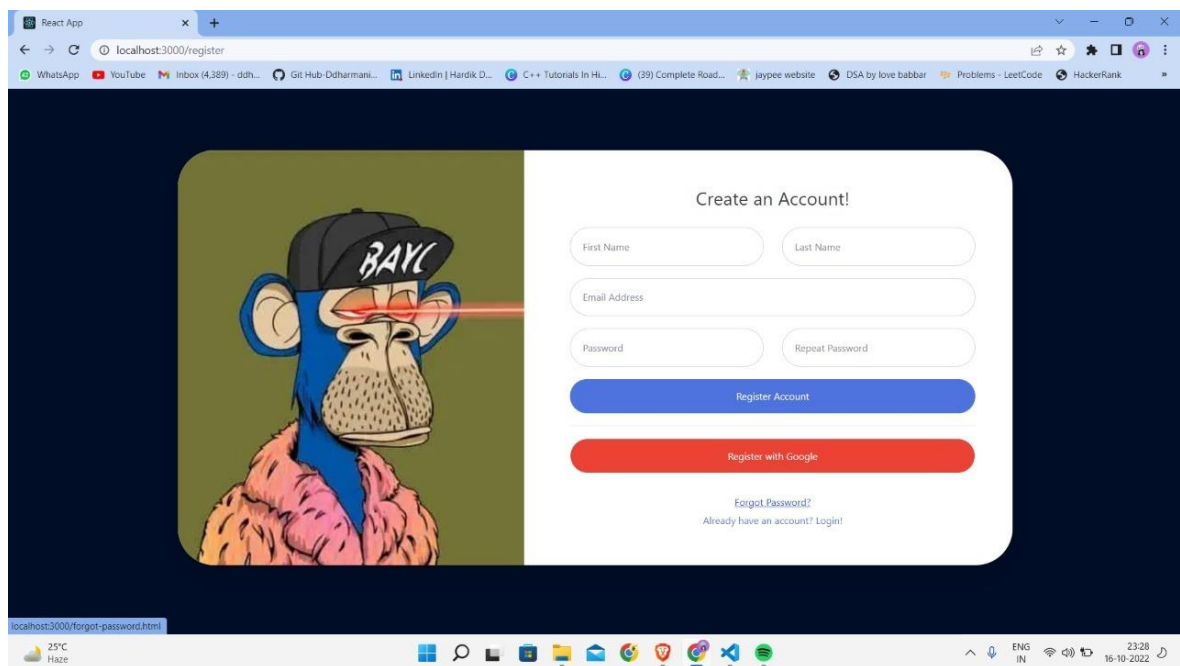 React App
localhost:3000/register
WhatsApp YouTube Inbox (4,389) - ddh... Git Hub-Ddharmani... LinkedIn | Hardik D... C++ Tutorials In Hi... (39) Complete Road... jaypee website DSA by love babbar Problems - LeetCode HackerRank »
BAYC
Create an Account!
First Name Last Name
Email Address
Password Repeat Password
Register Account
Register with Google
Forgot Password?
Already have an account? Login!
localhost:3000/forgot-password.html
25°C
Haze
ENG
IN
23:28
16-10-2022